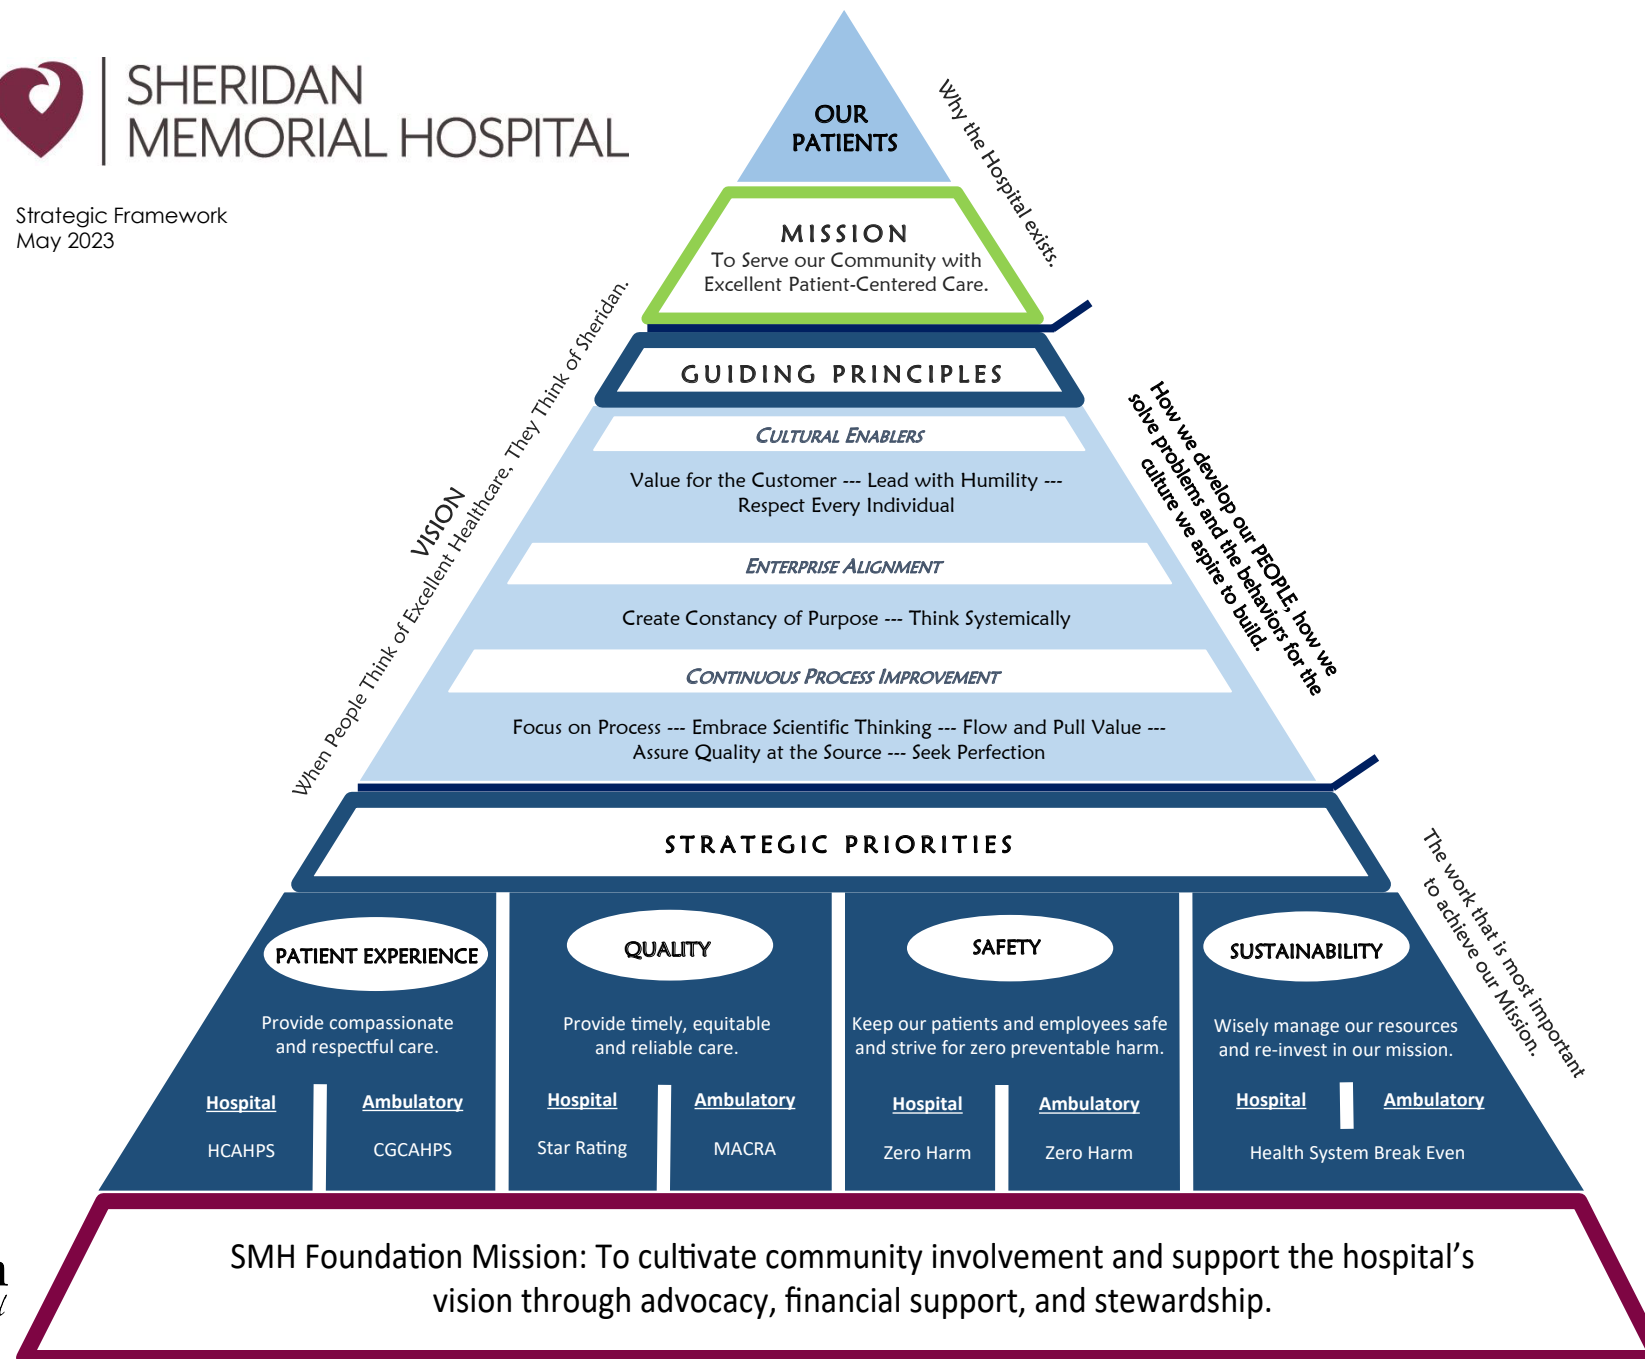 SHERIDAN
MEMORIAL HOSPITAL
Strategic Framework
May 2023
OUR
PATIENTS
Why the Hospital exists.
MISSION
To Serve our Community with
Excellent Patient-Centered Care.
VISION
When People Think of Excellent Healthcare, They Think of Sheridan.
GUIDING PRINCIPLES
CULTURAL ENABLERS
Value for the Customer --- Lead with Humility ---
Respect Every Individual
ENTERPRISE ALIGNMENT
Create Constancy of Purpose --- Think Systemically
CONTINUOUS PROCESS IMPROVEMENT
Focus on Process --- Embrace Scientific Thinking --- Flow and Pull Value ---
Assure Quality at the Source --- Seek Perfection
How we develop our PEOPLE, how we
solve problems and the behaviors for the
culture we aspire to build.
STRATEGIC PRIORITIES
The work that is most important
to achieve our Mission.
PATIENT EXPERIENCE
Provide compassionate
and respectful care.
Hospital
HCAHPS
Ambulatory
CGCAHPS
QUALITY
Provide timely, equitable
and reliable care.
Hospital
Star Rating
Ambulatory
MACRA
SAFETY
Keep our patients and employees safe
and strive for zero preventable harm.
Hospital
Zero Harm
Ambulatory
Zero Harm
SUSTAINABILITY
Wisely manage our resources
and re-invest in our mission.
Hospital
Ambulatory
Health System Break Even
SMH Foundation Mission: To cultivate community involvement and support the hospital’s
vision through advocacy, financial support, and stewardship.